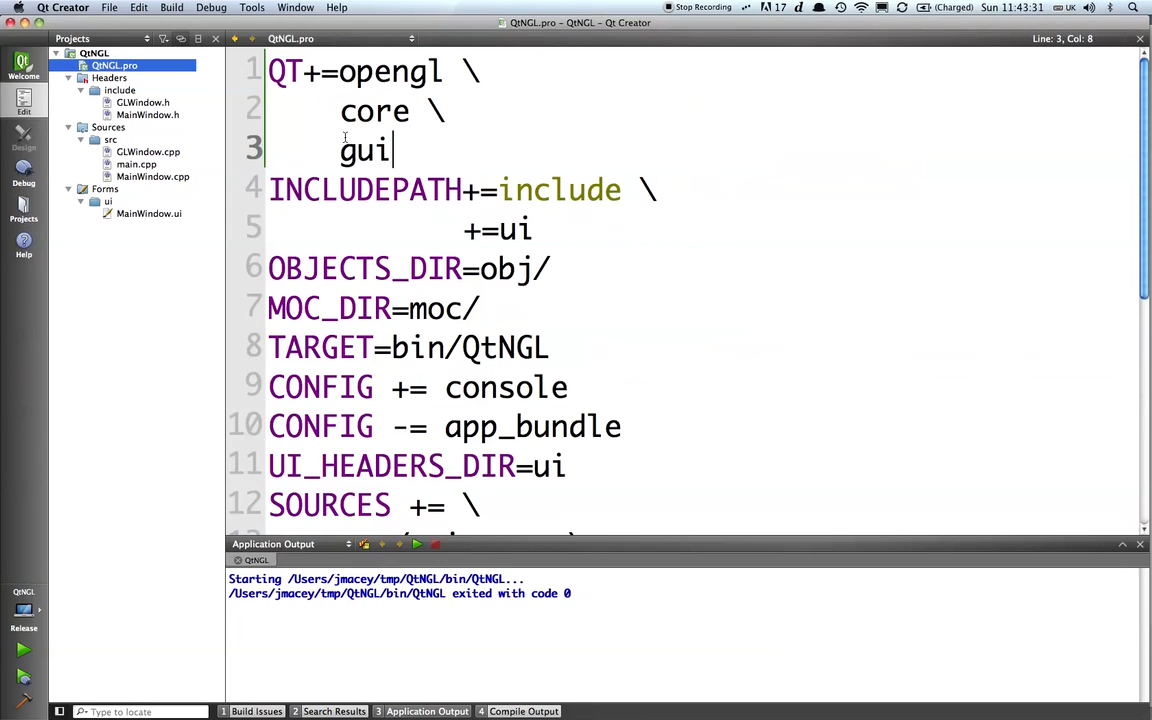 Qt Creator File Edit Build Debug Tools Window Help Stop Recording 17 (Charged) UK Sun 11:43:31
QtNGL.pro – QtNGL – Qt Creator
Projects QtNGL.pro Line: 3, Col: 8
Welcome
Edit
Design
Debug
Projects
Help
QtNGL
QtNGL.pro
Headers
include
GLWindow.h
MainWindow.h
Sources
src
GLWindow.cpp
main.cpp
MainWindow.cpp
Forms
ui
MainWindow.ui
1 QT+=opengl \
2 core \
3 gui
4 INCLUDEPATH+=include \
5 +=ui
6 OBJECTS_DIR=obj/
7 MOC_DIR=moc/
8 TARGET=bin/QtNGL
9 CONFIG += console
10 CONFIG -= app_bundle
11 UI_HEADERS_DIR=ui
12 SOURCES += \
Application Output
QtNGL
Starting /Users/jmacey/tmp/QtNGL/bin/QtNGL...
/Users/jmacey/tmp/QtNGL/bin/QtNGL exited with code 0
QtNGL
Release
Type to locate 1 Build Issues 2 Search Results 3 Application Output 4 Compile Output